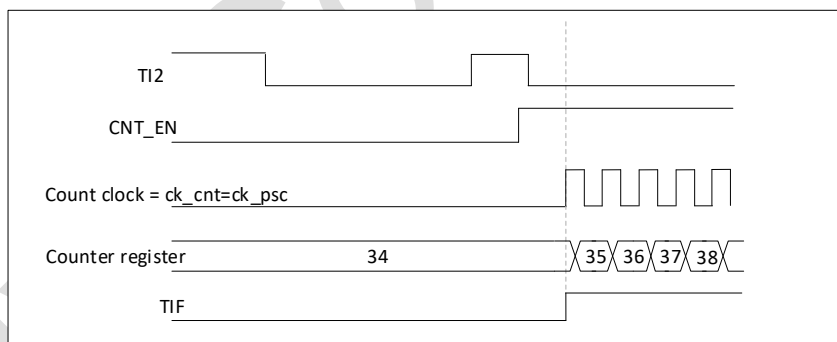 TI2
CNT_EN
Count clock = ck_cnt=ck_psc
Counter register 34 35 36 37 38
TIF